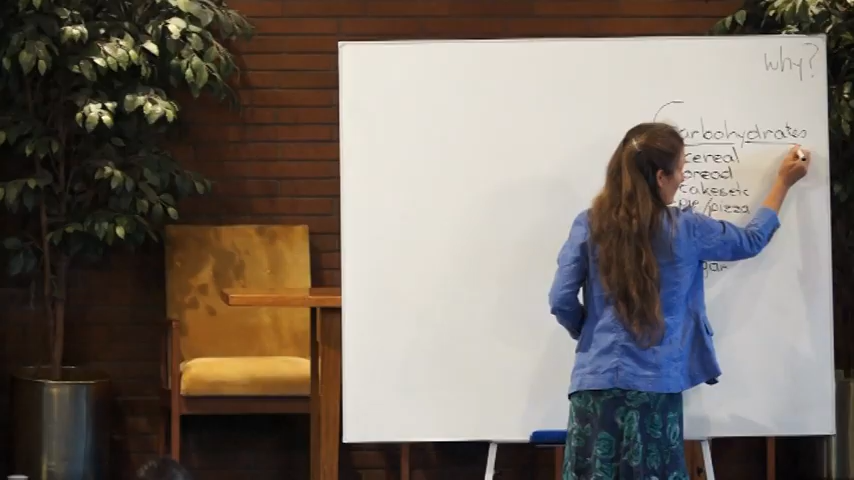 why?
Carbohydrates
cereal
bread
cakes etc
pie/pizza